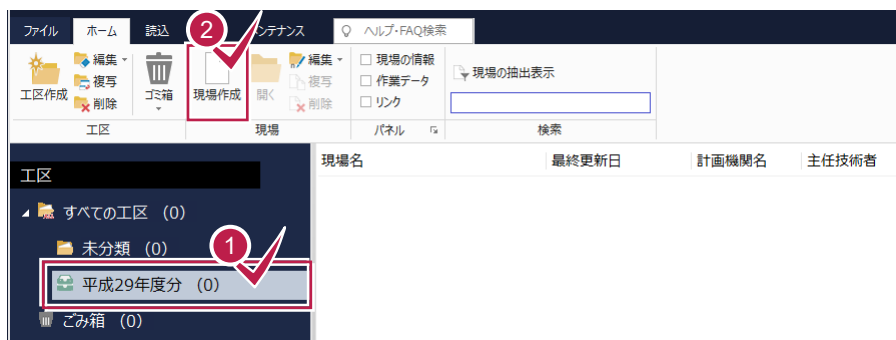 ファイル ホーム 読込 ンテナンス ヘルプ・FAQ検索
2
編集 編集 現場の情報
複写 複写 作業データ 現場の抽出表示
工区作成 削除 ゴミ箱 現場作成 開く 削除 リンク
工区 現場 パネル 検索
現場名 最終更新日 計画機関名 主任技術者
工区
すべての工区 (0)
未分類 (0)
1
平成29年度分 (0)
ごみ箱 (0)